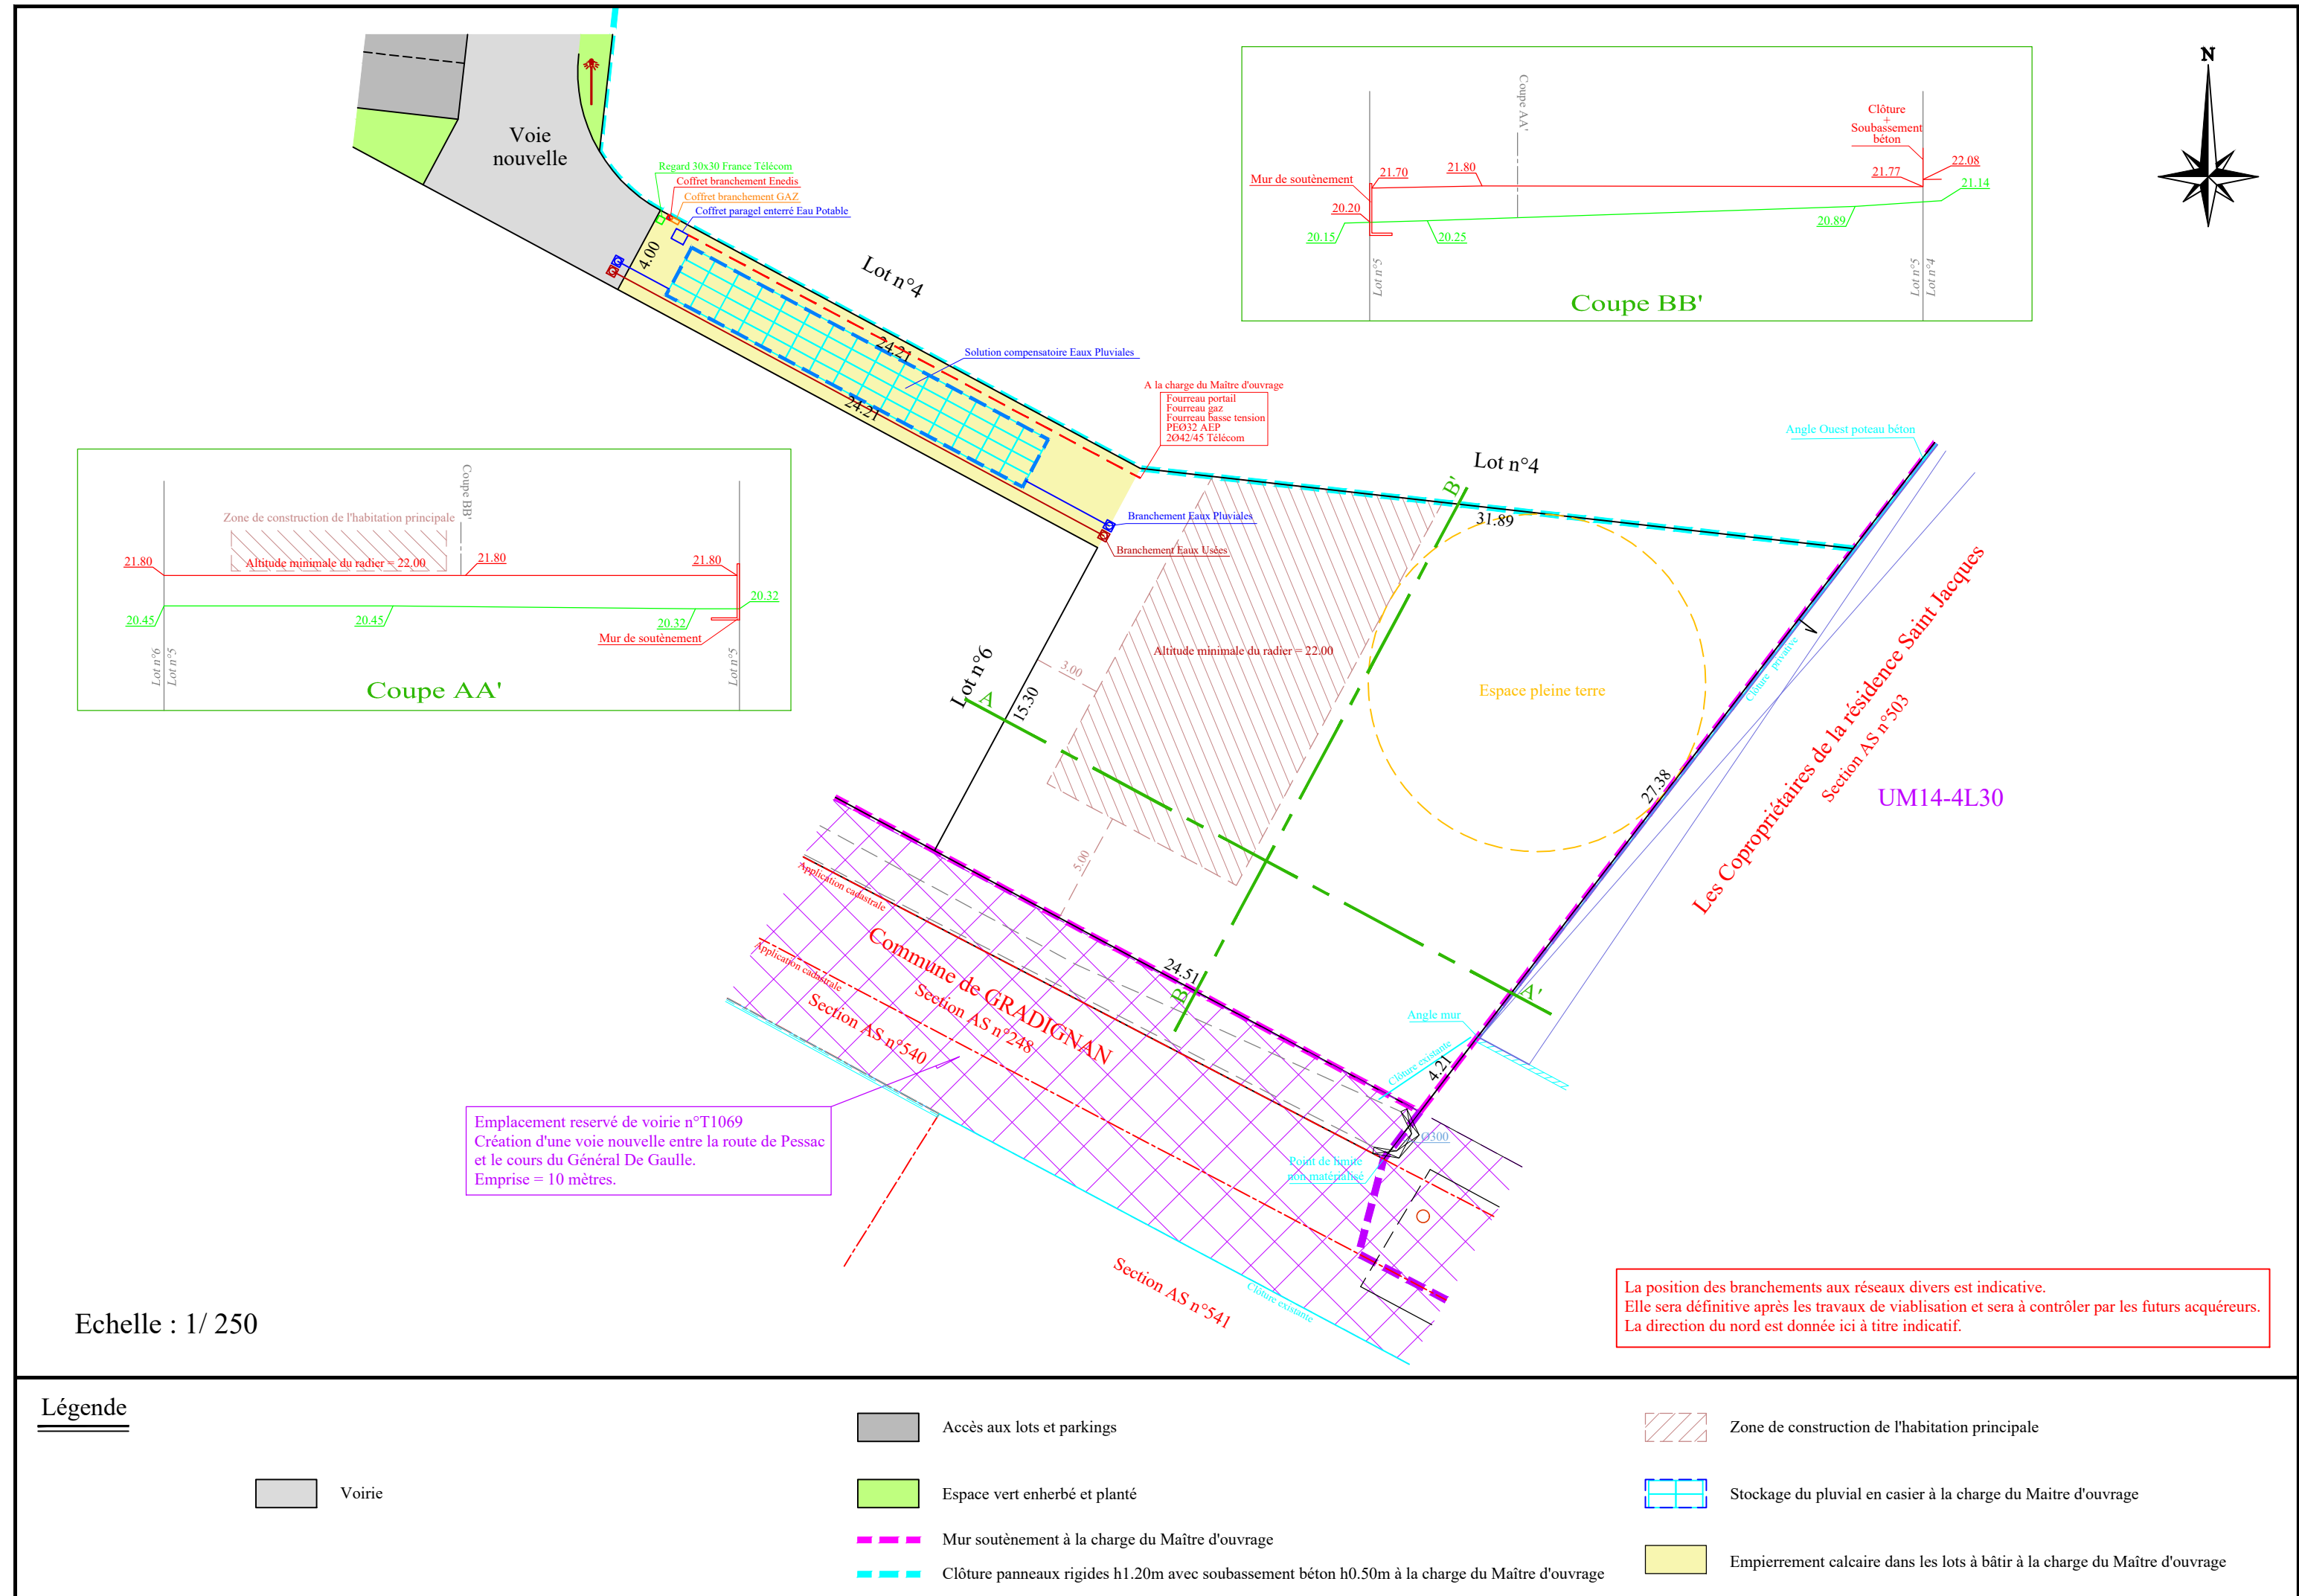 N
Voie
nouvelle
Regard 30x30 France Télécom
Coffret branchement Enedis
Coffret branchement GAZ
Coffret paragel enterré Eau Potable
4.00
Lot n°4
24.21
24.21
Solution compensatoire Eaux Pluviales
A la charge du Maître d'ouvrage
Fourreau portail
Fourreau gaz
Fourreau basse tension
PEØ32 AEP
2Ø42/45 Télécom
Coupe AA'
Clôture
+
Soubassement
béton
Mur de soutènement
21.70
21.80
21.77
22.08
21.14
20.20
20.15
20.25
20.89
Lot n°5
Lot n°5
Lot n°4
Coupe BB'
Coupe BB'
Zone de construction de l'habitation principale
Altitude minimale du radier = 22.00
21.80
21.80
21.80
20.45
20.45
20.32
20.32
Mur de soutènement
Lot n°6
Lot n°5
Lot n°5
Coupe AA'
Lot n°4
B'
31.89
Angle Ouest poteau béton
Branchement Eaux Pluviales
Branchement Eaux Usées
Altitude minimale du radier = 22.00
Espace pleine terre
3.00
Lot n°6
15.30
A
5.00
Clôture privative
27.38
Les Copropriétaires de la résidence Saint Jacques
Section AS n°503
UM14-4L30
24.51
B
A'
Angle mur
Clôture existante
4.21
Ø300
Point de limite
non matérialisé
Application cadastrale
Application cadastrale
Commune de GRADIGNAN
Section AS n°248
Section AS n°540
Emplacement reservé de voirie n°T1069
Création d'une voie nouvelle entre la route de Pessac
et le cours du Général De Gaulle.
Emprise = 10 mètres.
Section AS n°541
Clôture existante
Echelle : 1/ 250
La position des branchements aux réseaux divers est indicative.
Elle sera définitive après les travaux de viablisation et sera à contrôler par les futurs acquéreurs.
La direction du nord est donnée ici à titre indicatif.
Légende
Voirie
Accès aux lots et parkings
Espace vert enherbé et planté
Mur soutènement à la charge du Maître d'ouvrage
Clôture panneaux rigides h1.20m avec soubassement béton h0.50m à la charge du Maître d'ouvrage
Zone de construction de l'habitation principale
Stockage du pluvial en casier à la charge du Maitre d'ouvrage
Empierrement calcaire dans les lots à bâtir à la charge du Maître d'ouvrage